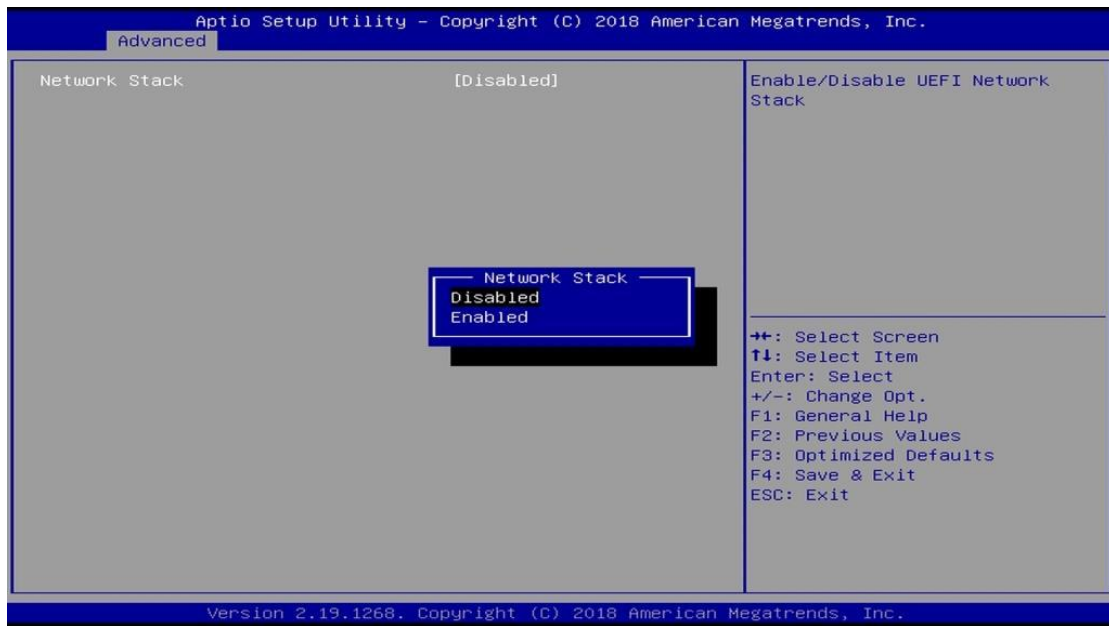 Aptio Setup Utility – Copyright (C) 2018 American Megatrends, Inc.
Advanced
Network Stack [Disabled]
Enable/Disable UEFI Network
Stack
Network Stack
Disabled
Enabled
→←: Select Screen
↑↓: Select Item
Enter: Select
+/-: Change Opt.
F1: General Help
F2: Previous Values
F3: Optimized Defaults
F4: Save & Exit
ESC: Exit
Version 2.19.1268. Copyright (C) 2018 American Megatrends, Inc.